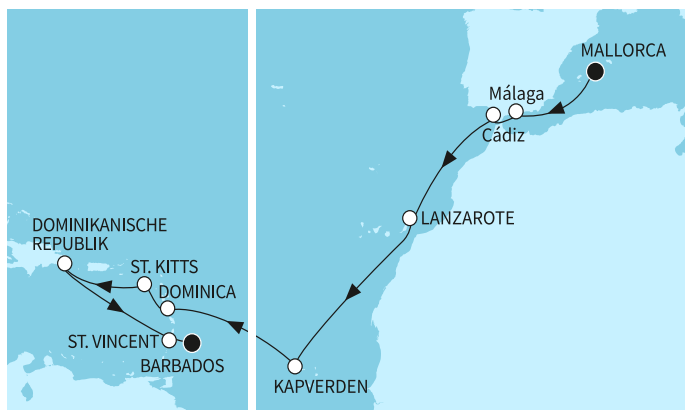 MALLORCA
Málaga
Cádiz
LANZAROTE
KAPVERDEN
DOMINIKANISCHE
REPUBLIK
ST. KITTS
DOMINICA
ST. VINCENT
BARBADOS